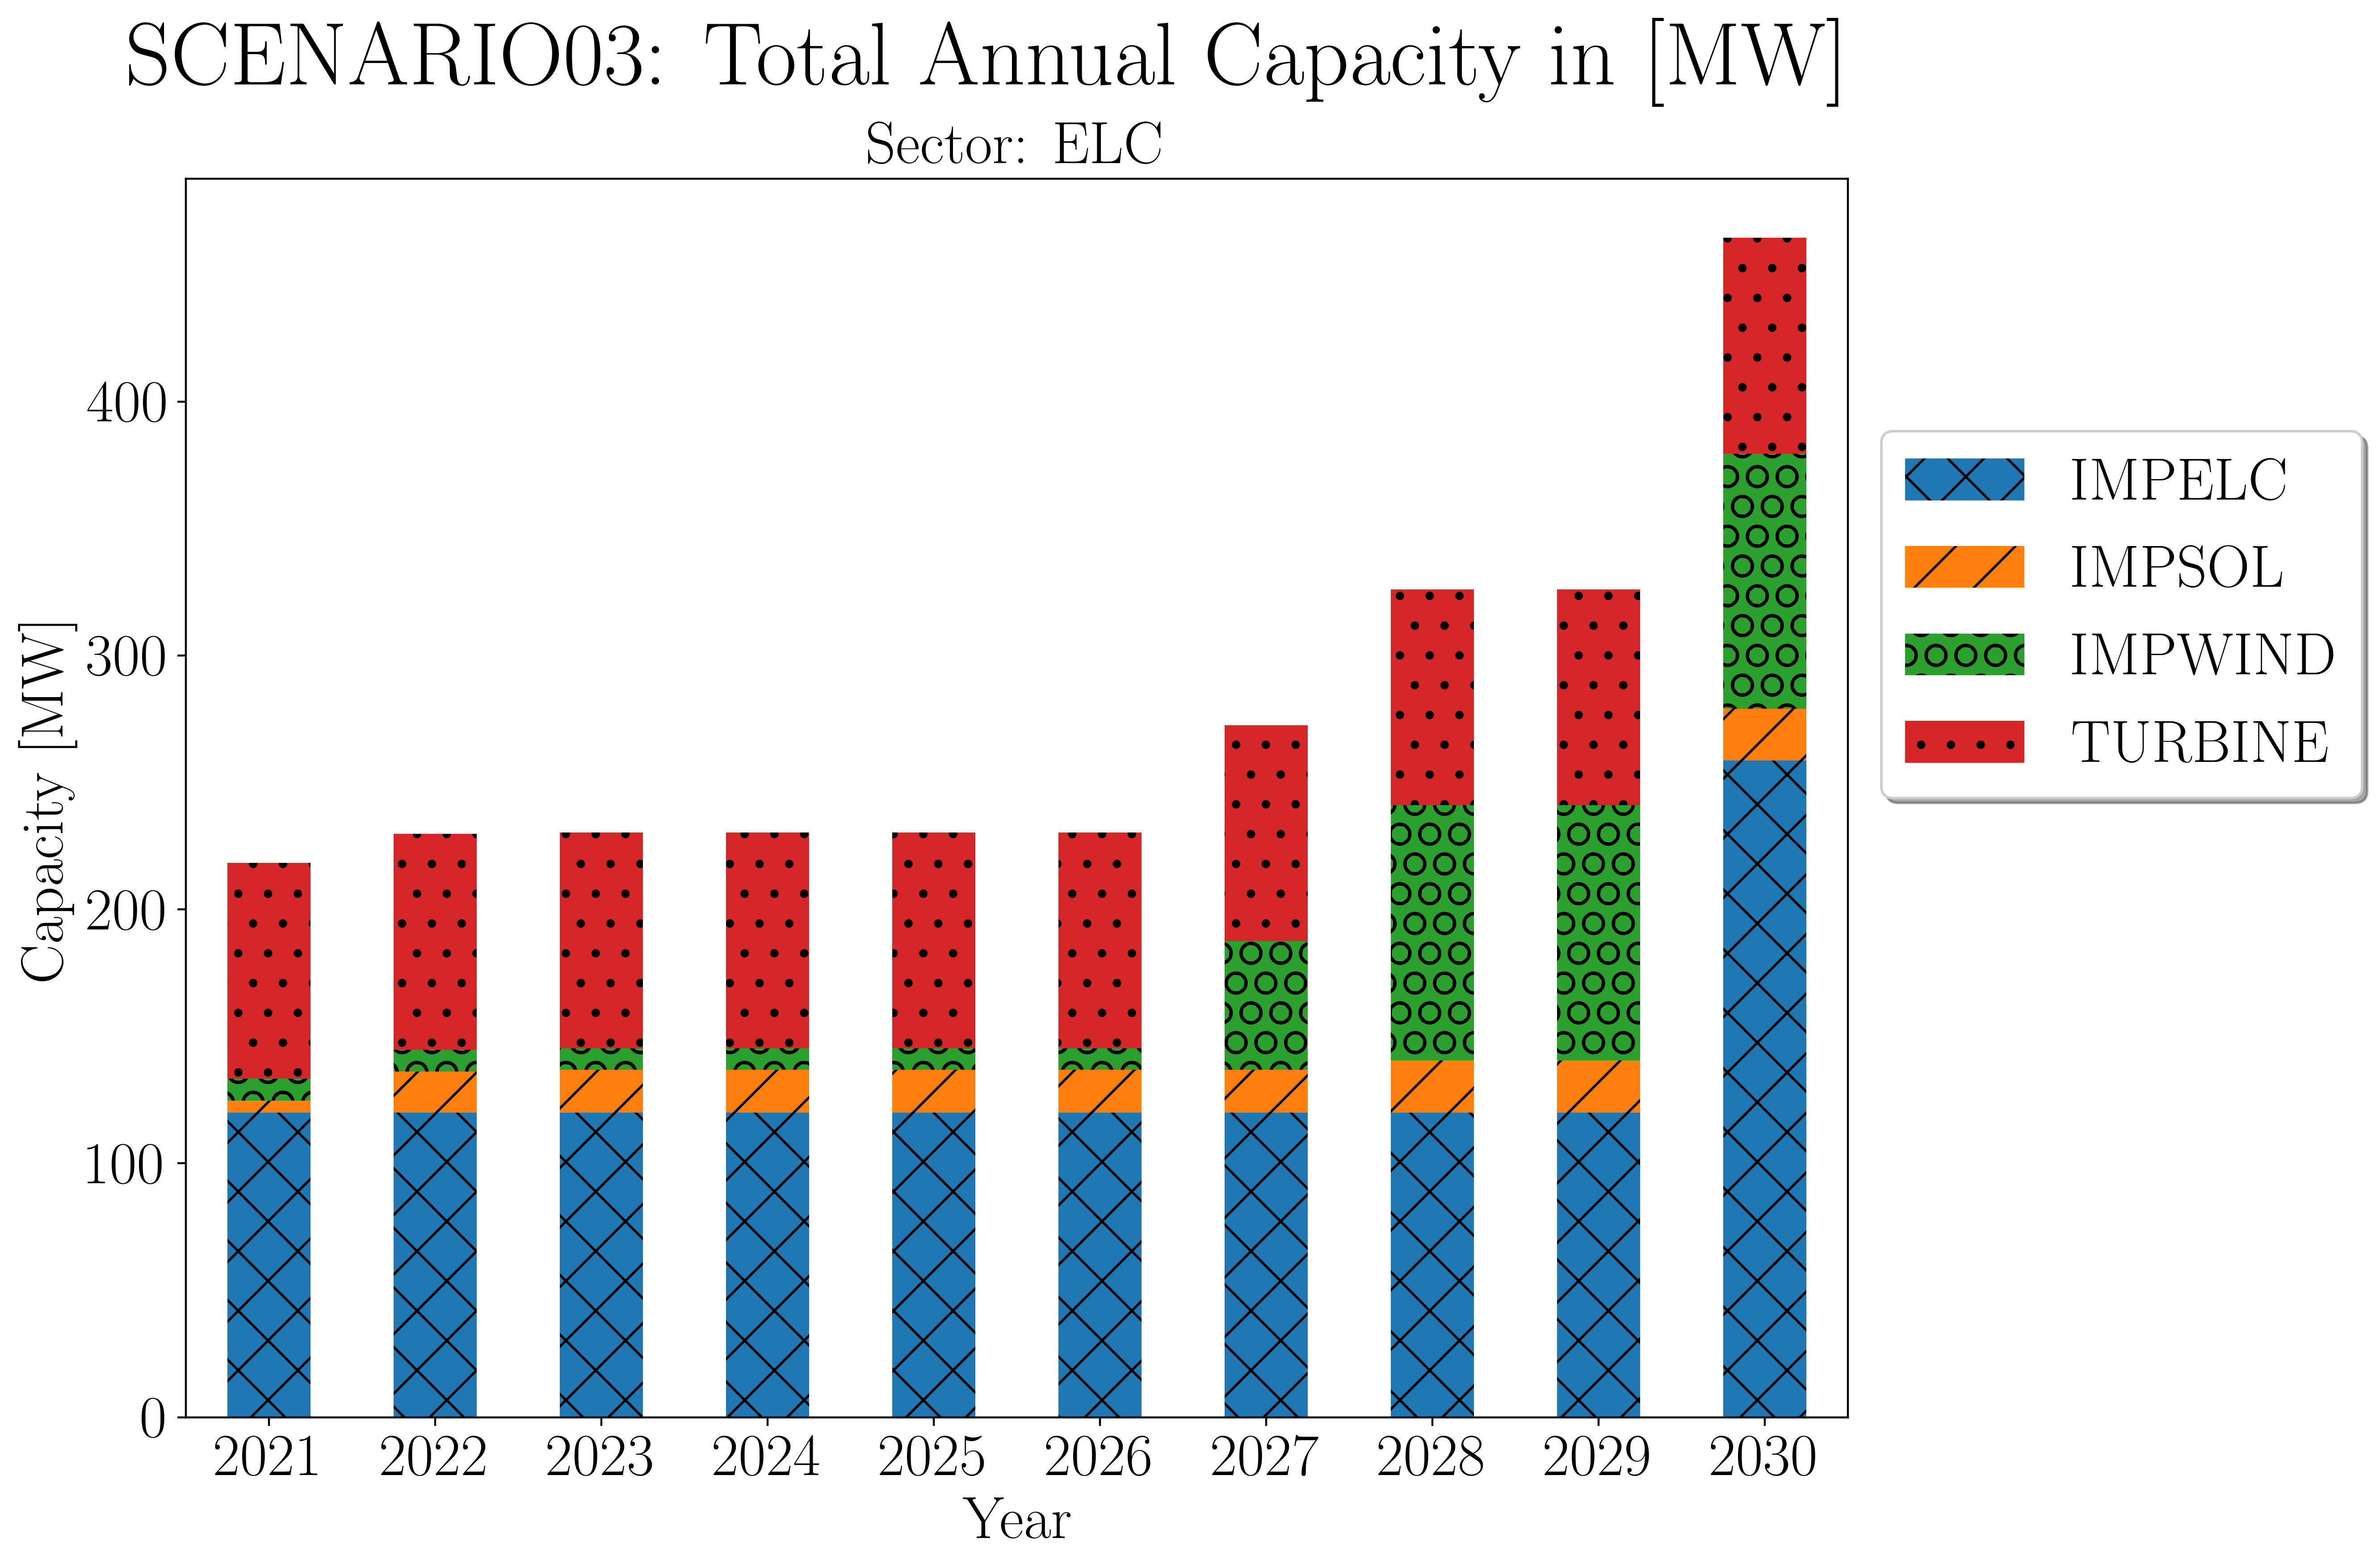 SCENARIO03: Total Annual Capacity in [MW]
Sector: ELC
Capacity [MW]
400
300
200
100
0
2021 2022 2023 2024 2025 2026 2027 2028 2029 2030
Year
IMPELC
IMPSOL
IMPWIND
TURBINE